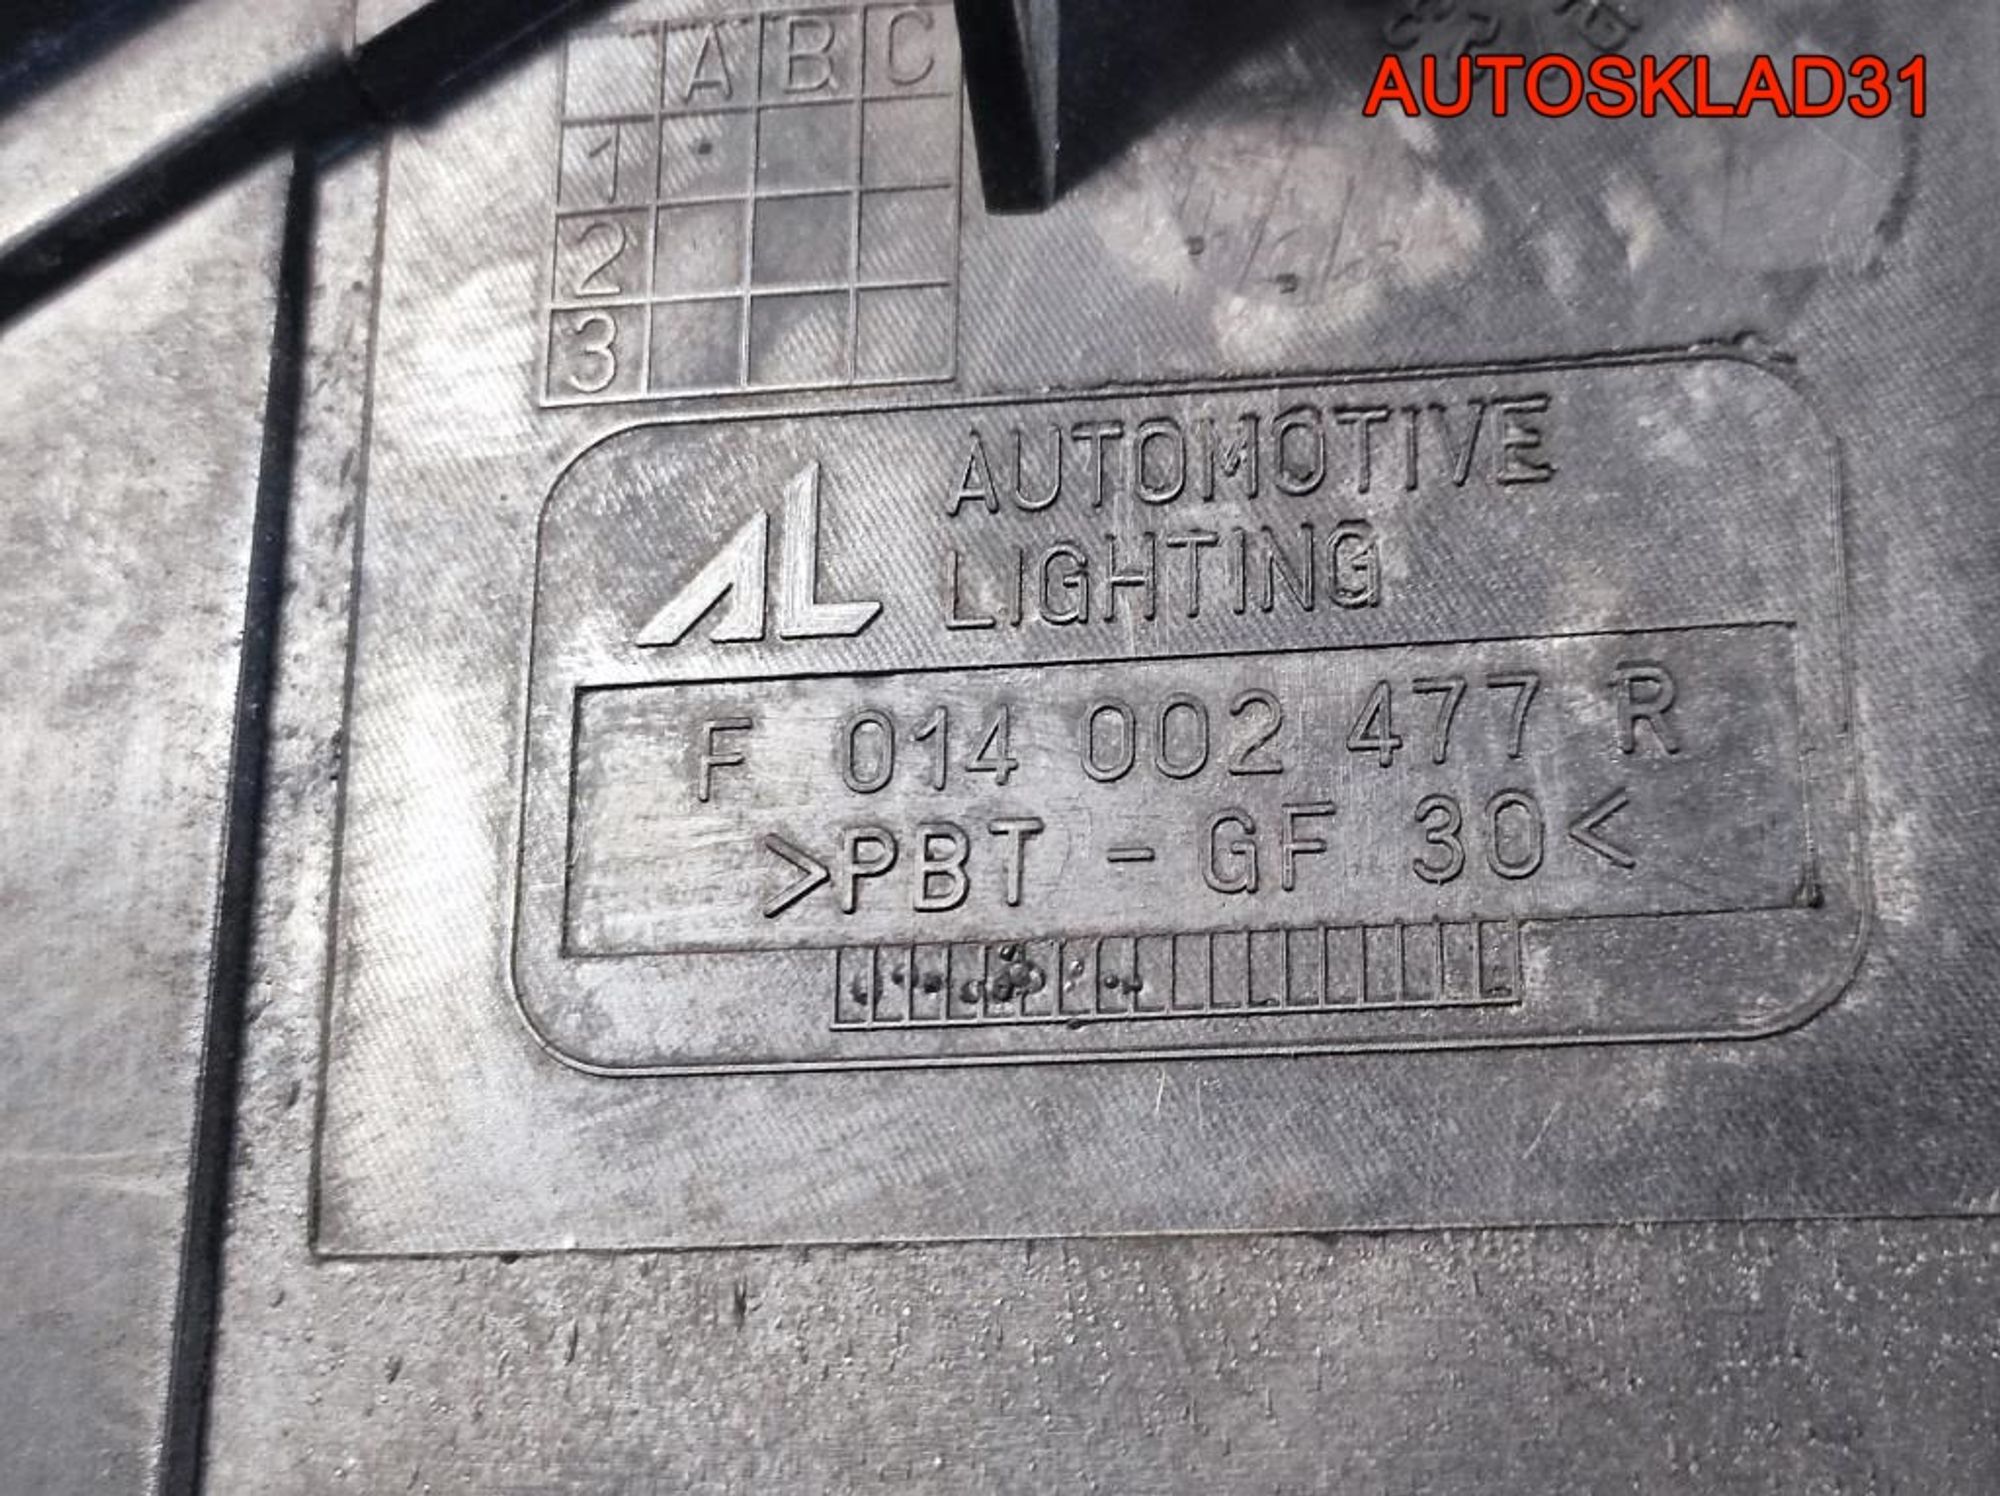 AUTOSKLAD31
A B C
1
2
3
AL AUTOMOTIVE
LIGHTING
F 014 002 477 R
>PBT - GF 30<